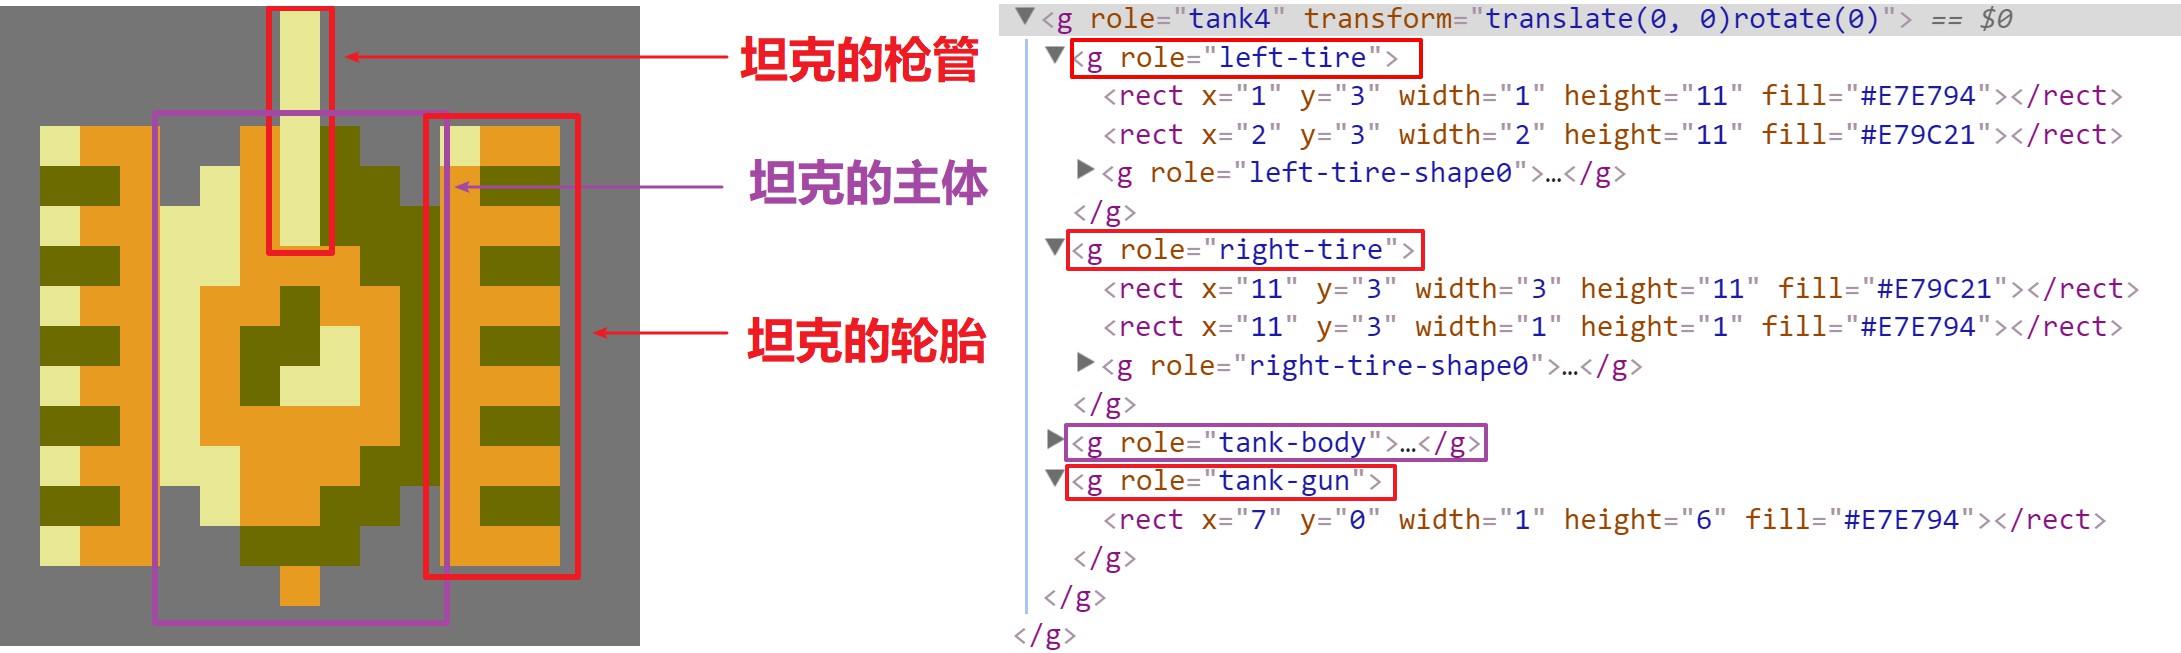 坦克的枪管
坦克的主体
坦克的轮胎
<g role="tank4" transform="translate(0, 0)rotate(0)"> == $0
<g role="left-tire">
<rect x="1" y="3" width="1" height="11" fill="#E7E794"></rect>
<rect x="2" y="3" width="2" height="11" fill="#E79C21"></rect>
<g role="left-tire-shape0">…</g>
</g>
<g role="right-tire">
<rect x="11" y="3" width="3" height="11" fill="#E79C21"></rect>
<rect x="11" y="3" width="1" height="1" fill="#E7E794"></rect>
<g role="right-tire-shape0">…</g>
</g>
<g role="tank-body">…</g>
<g role="tank-gun">
<rect x="7" y="0" width="1" height="6" fill="#E7E794"></rect>
</g>
</g>
</g>